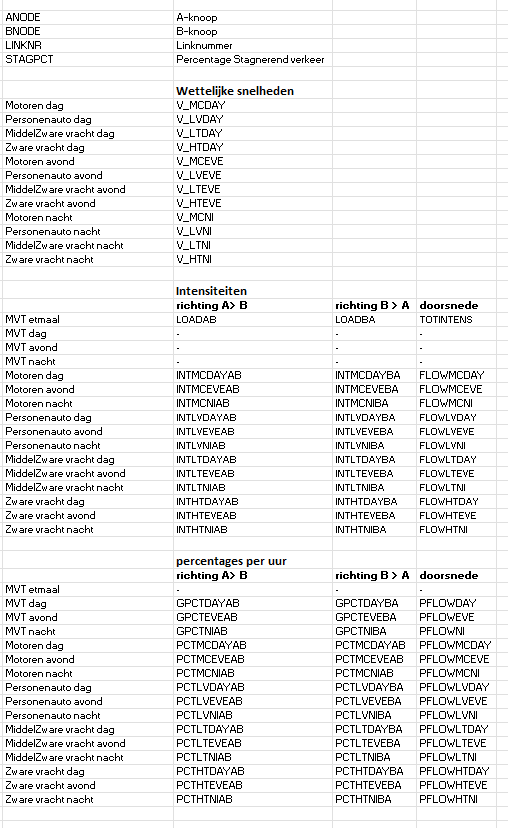 ANODE A-knoop
BNODE B-knoop
LINKNR Linknummer
STAGPCT Percentage Stagnerend verkeer
Wettelijke snelheden
Motoren dag V_MCDAY
Personenauto dag V_LVDAY
MiddelZware vracht dag V_LTDAY
Zware vracht dag V_HTDAY
Motoren avond V_MCEVE
Personenauto avond V_LVEVE
MiddelZware vracht avond V_LTEVE
Zware vracht avond V_HTEVE
Motoren nacht V_MCNI
Personenauto nacht V_LVNI
MiddelZware vracht nacht V_LTNI
Zware vracht nacht V_HTNI
Intensiteiten
richting A> B richting B > A doorsnede
MVT etmaal LOADAB LOADBA TOTINTENS
MVT dag - - -
MVT avond - - -
MVT nacht - - -
Motoren dag INTMCDAYAB INTMCDAYBA FLOWMCDAY
Motoren avond INTMCEVEAB INTMCEVEBA FLOWMCEVE
Motoren nacht INTMCNIAB INTMCNIBA FLOWMCNI
Personenauto dag INTLVDAYAB INTLVDAYBA FLOWLVDAY
Personenauto avond INTLVEVEAB INTLVEVEBA FLOWLVEVE
Personenauto nacht INTLVNIAB INTLVNIBA FLOWLVNI
MiddelZware vracht dag INTLTDAYAB INTLTDAYBA FLOWLTDAY
MiddelZware vracht avond INTLTEVEAB INTLTEVEBA FLOWLTEVE
MiddelZware vracht nacht INTLTNIAB INTLTNIBA FLOWLTNI
Zware vracht dag INTHTDAYAB INTHTDAYBA FLOWHTDAY
Zware vracht avond INTHTEVEAB INTHTEVEBA FLOWHTEVE
Zware vracht nacht INTHTNIAB INTHTNIBA FLOWHTNI
percentages per uur
richting A> B richting B > A doorsnede
MVT etmaal - - -
MVT dag GPCTDAYAB GPCTDAYBA PFLOWDAY
MVT avond GPCTEVEAB GPCTEVEBA PFLOWEVE
MVT nacht GPCTNIAB GPCTNIBA PFLOWNI
Motoren dag PCTMCDAYAB PCTMCDAYAB PFLOWMCDAY
Motoren avond PCTMCEVEAB PCTMCEVEAB PFLOWMCEVE
Motoren nacht PCTMCNIAB PCTMCNIAB PFLOWMCNI
Personenauto dag PCTLVDAYAB PCTLVDAYBA PFLOWLVDAY
Personenauto avond PCTLVEVEAB PCTLVEVEBA PFLOWLVEVE
Personenauto nacht PCTLVNIAB PCTLVNIBA PFLOWLVNI
MiddelZware vracht dag PCTLTDAYAB PCTLTDAYBA PFLOWLTDAY
MiddelZware vracht avond PCTLTEVEAB PCTLTEVEBA PFLOWLTEVE
MiddelZware vracht nacht PCTLTNIAB PCTLTNIBA PFLOWLTNI
Zware vracht dag PCTHTDAYAB PCTHTDAYBA PFLOWHTDAY
Zware vracht avond PCTHTEVEAB PCTHTEVEBA PFLOWHTEVE
Zware vracht nacht PCTHTNIAB PCTHTNIBA PFLOWHTNI